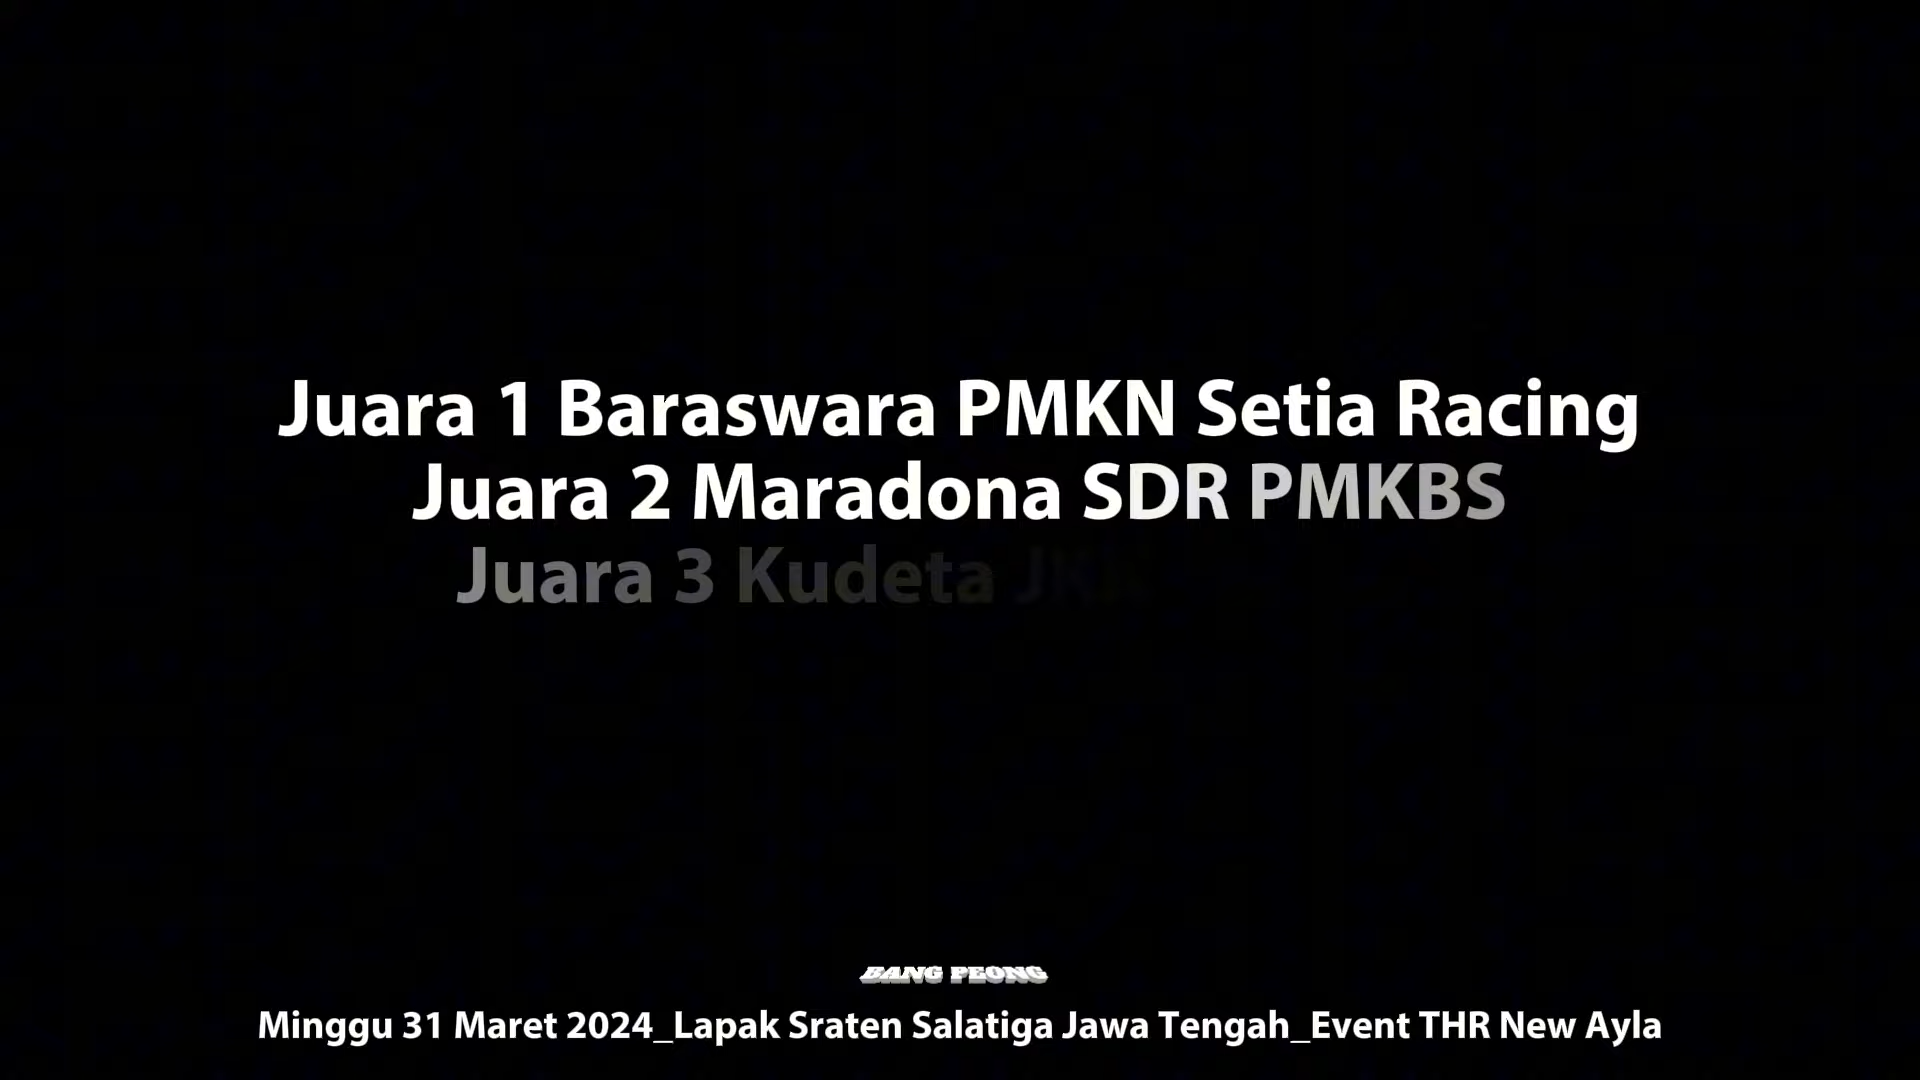 Juara 1 Baraswara PMKN Setia Racing
Juara 2 Maradona SDR PMKBS
Juara 3 Kudeta
BANG PEONG
Minggu 31 Maret 2024_Lapak Sraten Salatiga Jawa Tengah_Event THR New Ayla